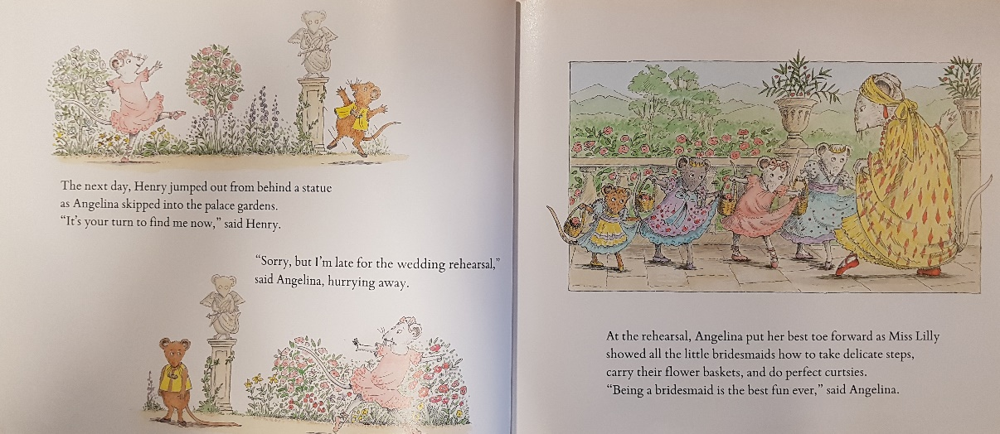 The next day, Henry jumped out from behind a statue
as Angelina skipped into the palace gardens.
“It’s your turn to find me now,” said Henry.
“Sorry, but I’m late for the wedding rehearsal,”
said Angelina, hurrying away.
At the rehearsal, Angelina put her best toe forward as Miss Lilly
showed all the little bridesmaids how to take delicate steps,
carry their flower baskets, and do perfect curtsies.
“Being a bridesmaid is the best fun ever,” said Angelina.